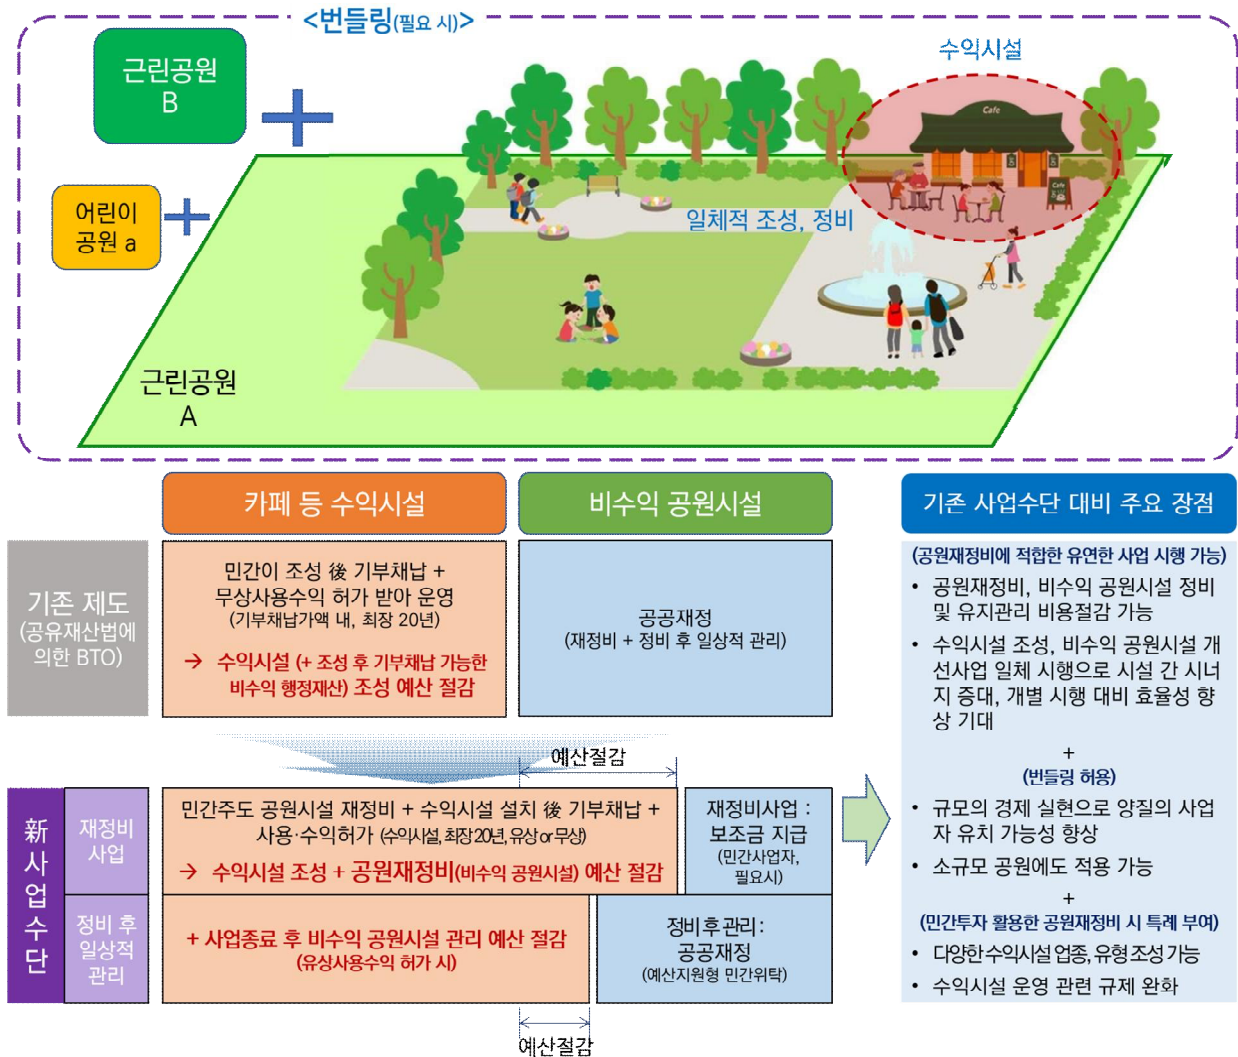 <번들링(필요 시)>
근린공원
B
수익시설
Cafe
어린이
공원 a
일체적 조성, 정비
Cafe
근린공원
A
카페 등 수익시설
비수익 공원시설
기존 사업수단 대비 주요 장점
기존 제도
(공유재산법에
의한 BTO)
민간이 조성 後 기부채납 +
무상사용수익 허가 받아 운영
(기부채납가액 내, 최장 20년)
→ 수익시설 (+ 조성 후 기부채납 가능한
비수익 행정재산) 조성 예산 절감
공공재정
(재정비 + 정비 후 일상적 관리)
예산절감
新
사
업
수
단
재정비
사업
민간주도 공원시설 재정비 + 수익시설 설치 後 기부채납 +
사용·수익허가 (수익시설, 최장 20년, 유상 or 무상)
→ 수익시설 조성 + 공원재정비(비수익 공원시설) 예산 절감
재정비사업 :
보조금 지급
(민간사업자,
필요시)
정비 후
일상적
관리
+ 사업종료 후 비수익 공원시설 관리 예산 절감
(유상사용수익 허가 시)
정비 후 관리 :
공공재정
(예산지원형 민간위탁)
예산절감
(공원재정비에 적합한 유연한 사업 시행 가능)
• 공원재정비, 비수익 공원시설 정비
및 유지관리 비용절감 가능
• 수익시설 조성, 비수익 공원시설 개
선사업 일체 시행으로 시설 간 시너
지 증대, 개별 시행 대비 효율성 향
상 기대
+
(번들링 허용)
• 규모의 경제 실현으로 양질의 사업
자 유치 가능성 향상
• 소규모 공원에도 적용 가능
+
(민간투자 활용한 공원재정비 시 특례 부여)
• 다양한 수익시설 업종, 유형 조성 가능
• 수익시설 운영 관련 규제 완화